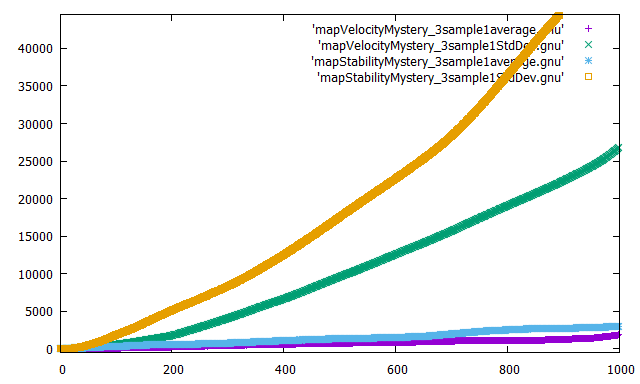 'mapVelocityMystery_3sample1average.gnu'
'mapVelocityMystery_3sample1StdDev.gnu'
'mapStabilityMystery_3sample1average.gnu'
'mapStabilityMystery_3sample1StdDev.gnu'
40000
35000
30000
25000
20000
15000
10000
5000
0
0 200 400 600 800 1000